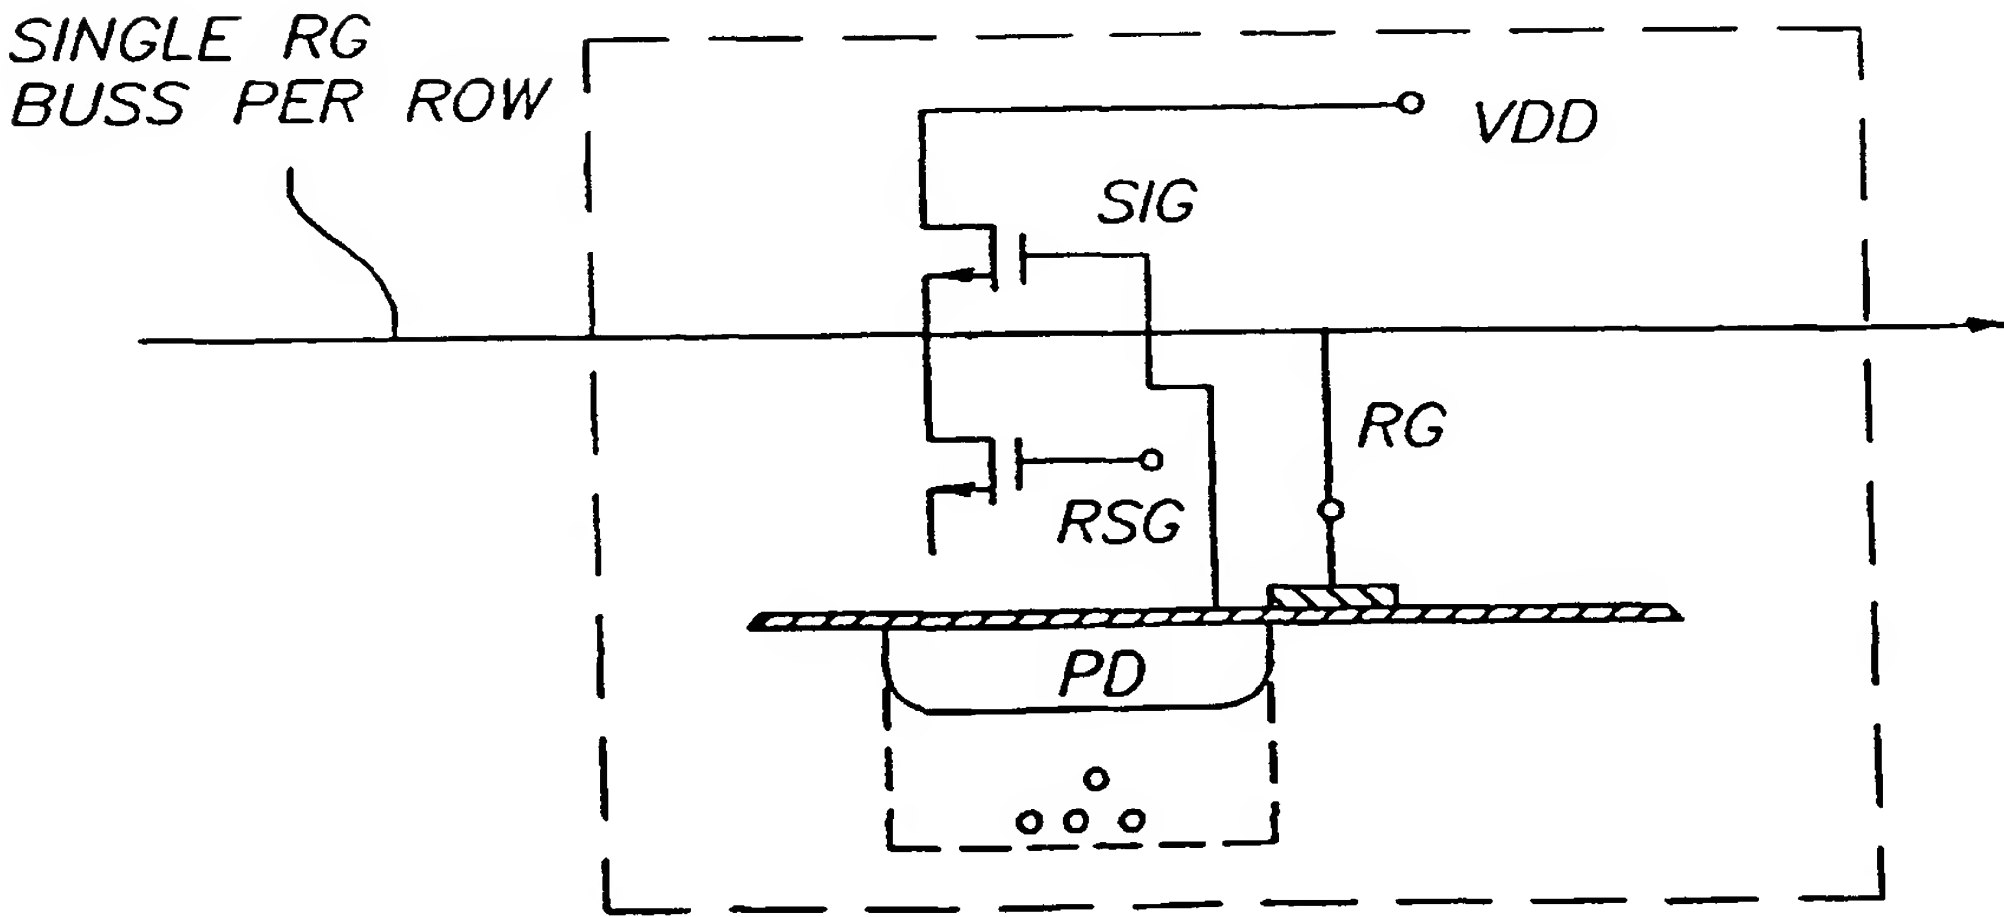 SINGLE RG
BUSS PER ROW
VDD
SIG
RG
RSG
PD